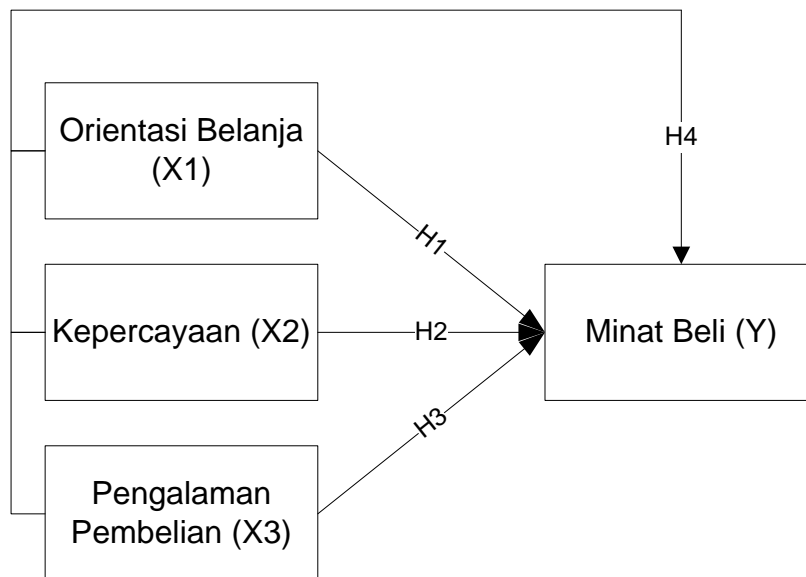 Orientasi Belanja
(X1)
H4
H1
Kepercayaan (X2)
H2
Minat Beli (Y)
H3
Pengalaman
Pembelian (X3)